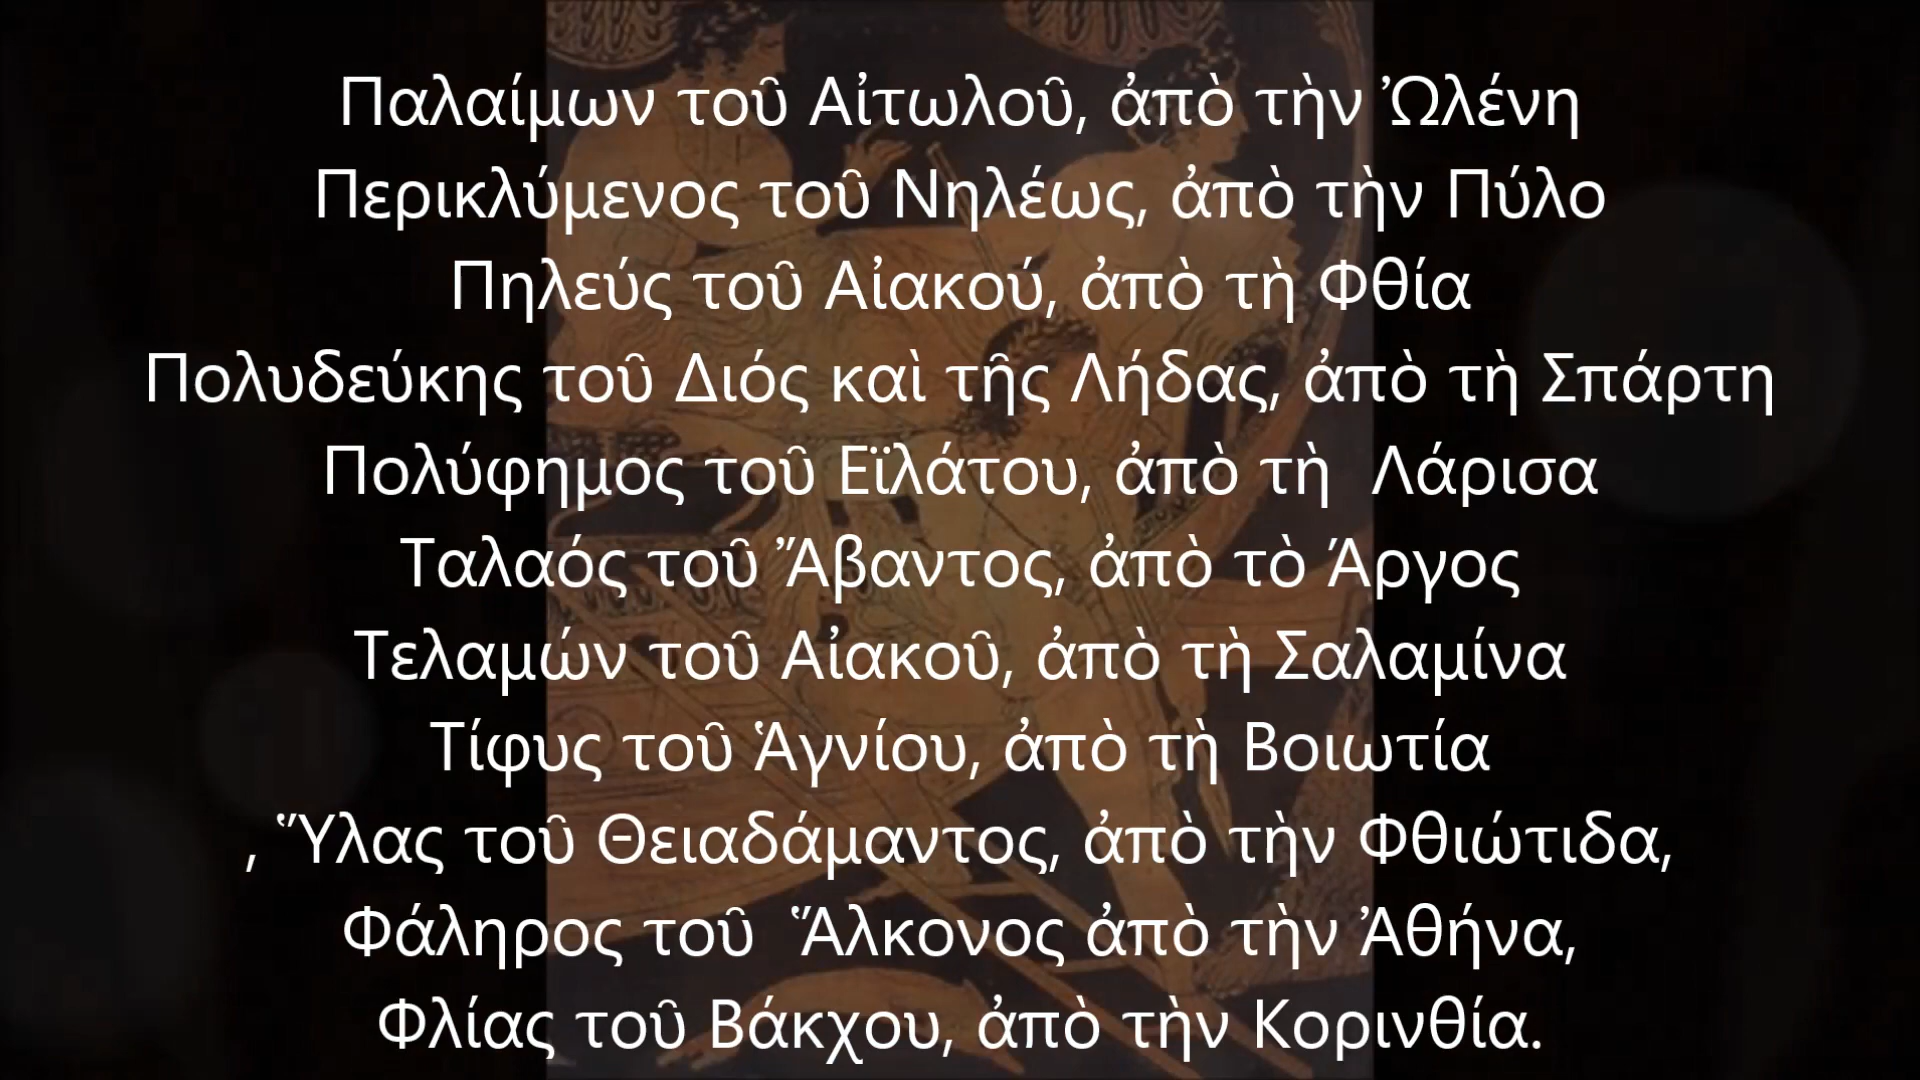 Παλαίμων τοῦ Αἰτωλοῦ, ἀπὸ τὴν Ὠλένη
Περικλύμενος τοῦ Νηλέως, ἀπὸ τὴν Πύλο
Πηλεύς τοῦ Αἰακού, ἀπὸ τὴ Φθία
Πολυδεύκης τοῦ Διός καὶ τῆς Λήδας, ἀπὸ τὴ Σπάρτη
Πολύφημος τοῦ Εϊλάτου, ἀπὸ τὴ Λάρισα
Ταλαός τοῦ Ἄβαντος, ἀπὸ τὸ Άργος
Τελαμών τοῦ Αἰακοῦ, ἀπὸ τὴ Σαλαμίνα
Τίφυς τοῦ Ἁγνίου, ἀπὸ τὴ Βοιωτία
, Ὕλας τοῦ Θειαδάμαντος, ἀπὸ τὴν Φθιώτιδα,
Φάληρος τοῦ Ἅλκονος ἀπὸ τὴν Ἀθήνα,
Φλίας τοῦ Βάκχου, ἀπὸ τὴν Κορινθία.